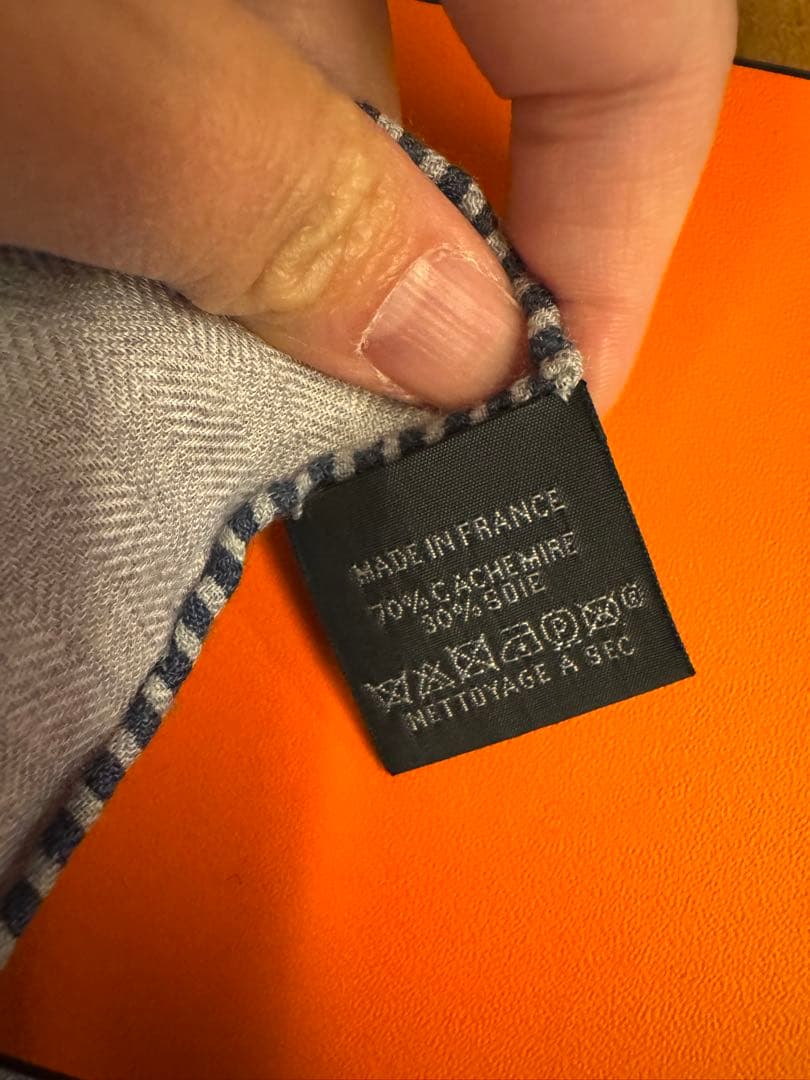 MADE IN FRANCE
70% CACHEMIRE
30% SOIE
P
NETTOYAGE A SEC